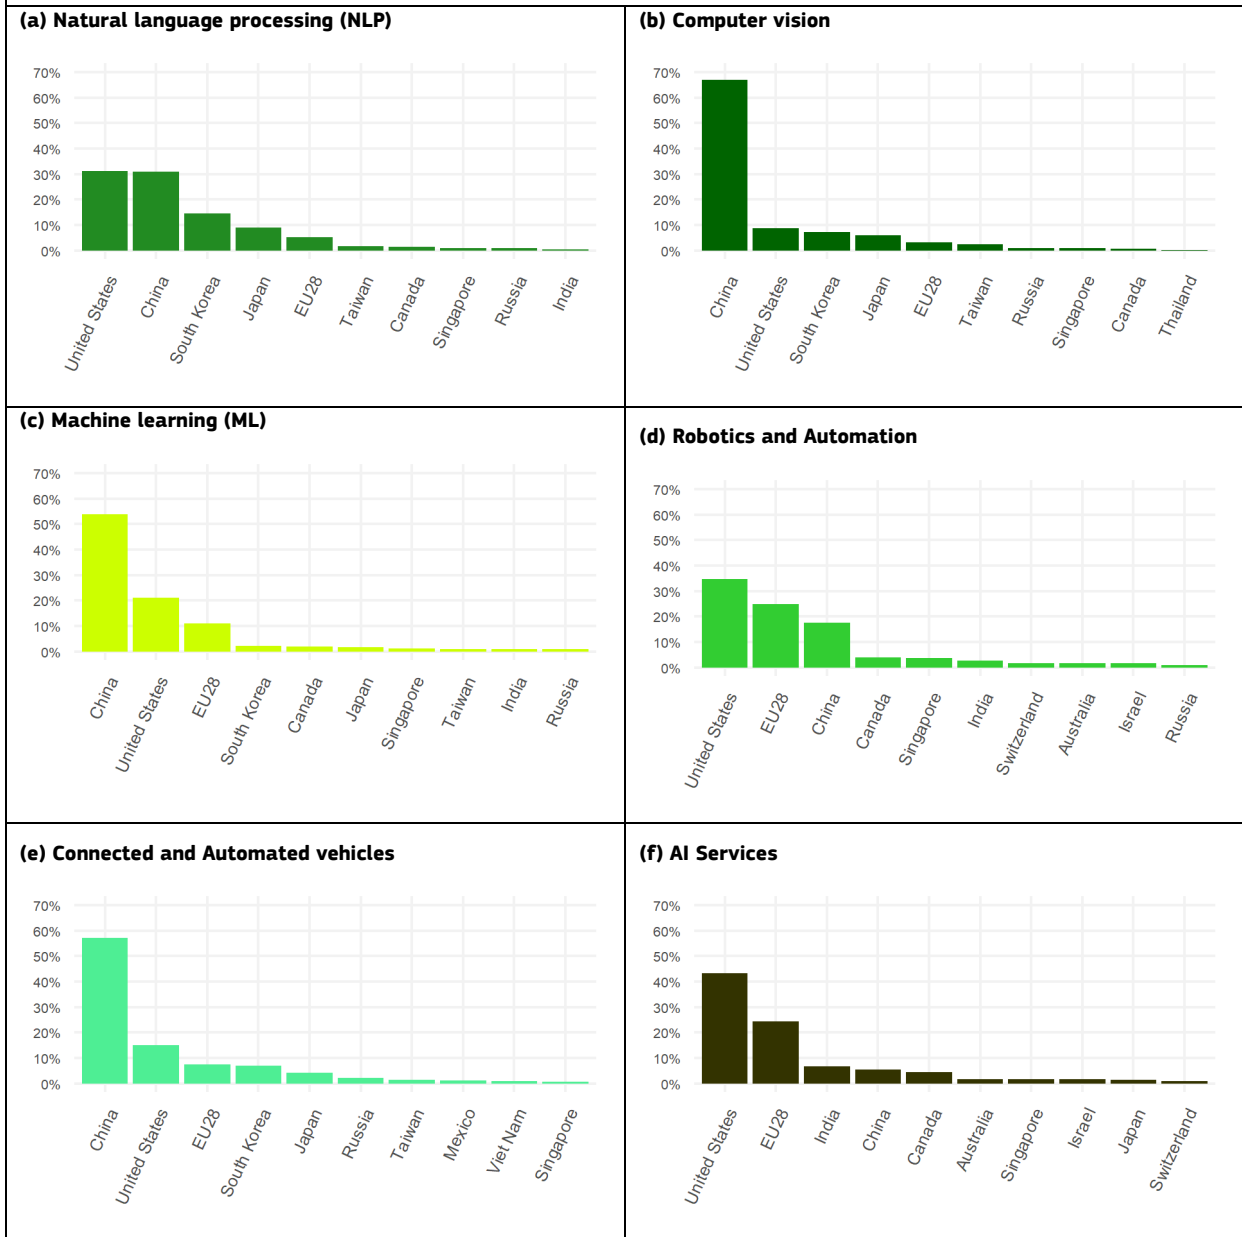 (a) Natural language processing (NLP)
70%
60%
50%
40%
30%
20%
10%
0%
United States
China
South Korea
Japan
EU28
Taiwan
Canada
Singapore
Russia
India
(b) Computer vision
70%
60%
50%
40%
30%
20%
10%
0%
China
United States
South Korea
Japan
EU28
Taiwan
Russia
Singapore
Canada
Thailand
(c) Machine learning (ML)
70%
60%
50%
40%
30%
20%
10%
0%
China
United States
EU28
South Korea
Canada
Japan
Singapore
Taiwan
India
Russia
(d) Robotics and Automation
70%
60%
50%
40%
30%
20%
10%
0%
United States
EU28
China
Canada
Singapore
India
Switzerland
Australia
Israel
Russia
(e) Connected and Automated vehicles
70%
60%
50%
40%
30%
20%
10%
0%
China
United States
EU28
South Korea
Japan
Russia
Taiwan
Mexico
Viet Nam
Singapore
(f) AI Services
70%
60%
50%
40%
30%
20%
10%
0%
United States
EU28
India
China
Canada
Australia
Singapore
Israel
Japan
Switzerland